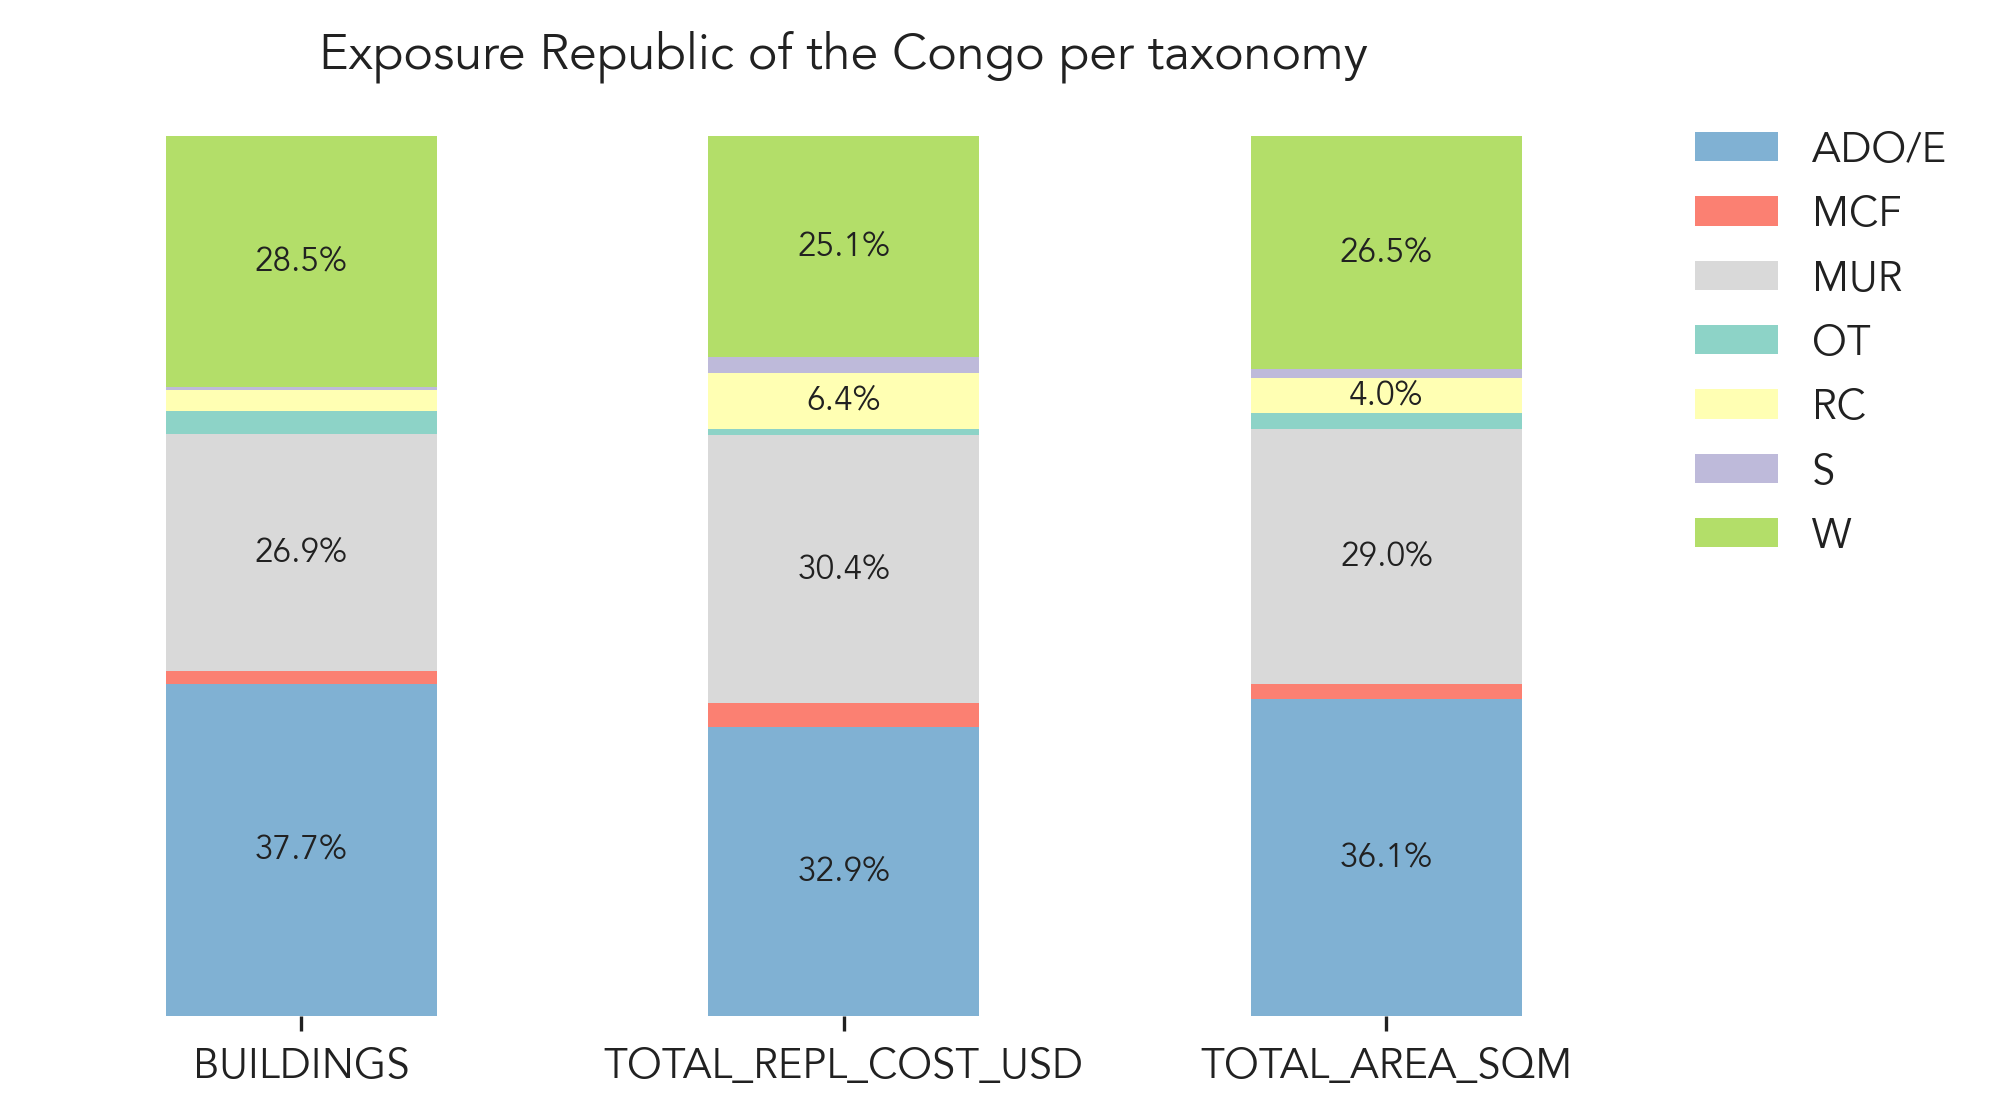 Exposure Republic of the Congo per taxonomy
28.5%
26.9%
37.7%
BUILDINGS
25.1%
6.4%
30.4%
32.9%
TOTAL_REPL_COST_USD
26.5%
4.0%
29.0%
36.1%
TOTAL_AREA_SQM
ADO/E
MCF
MUR
OT
RC
S
W